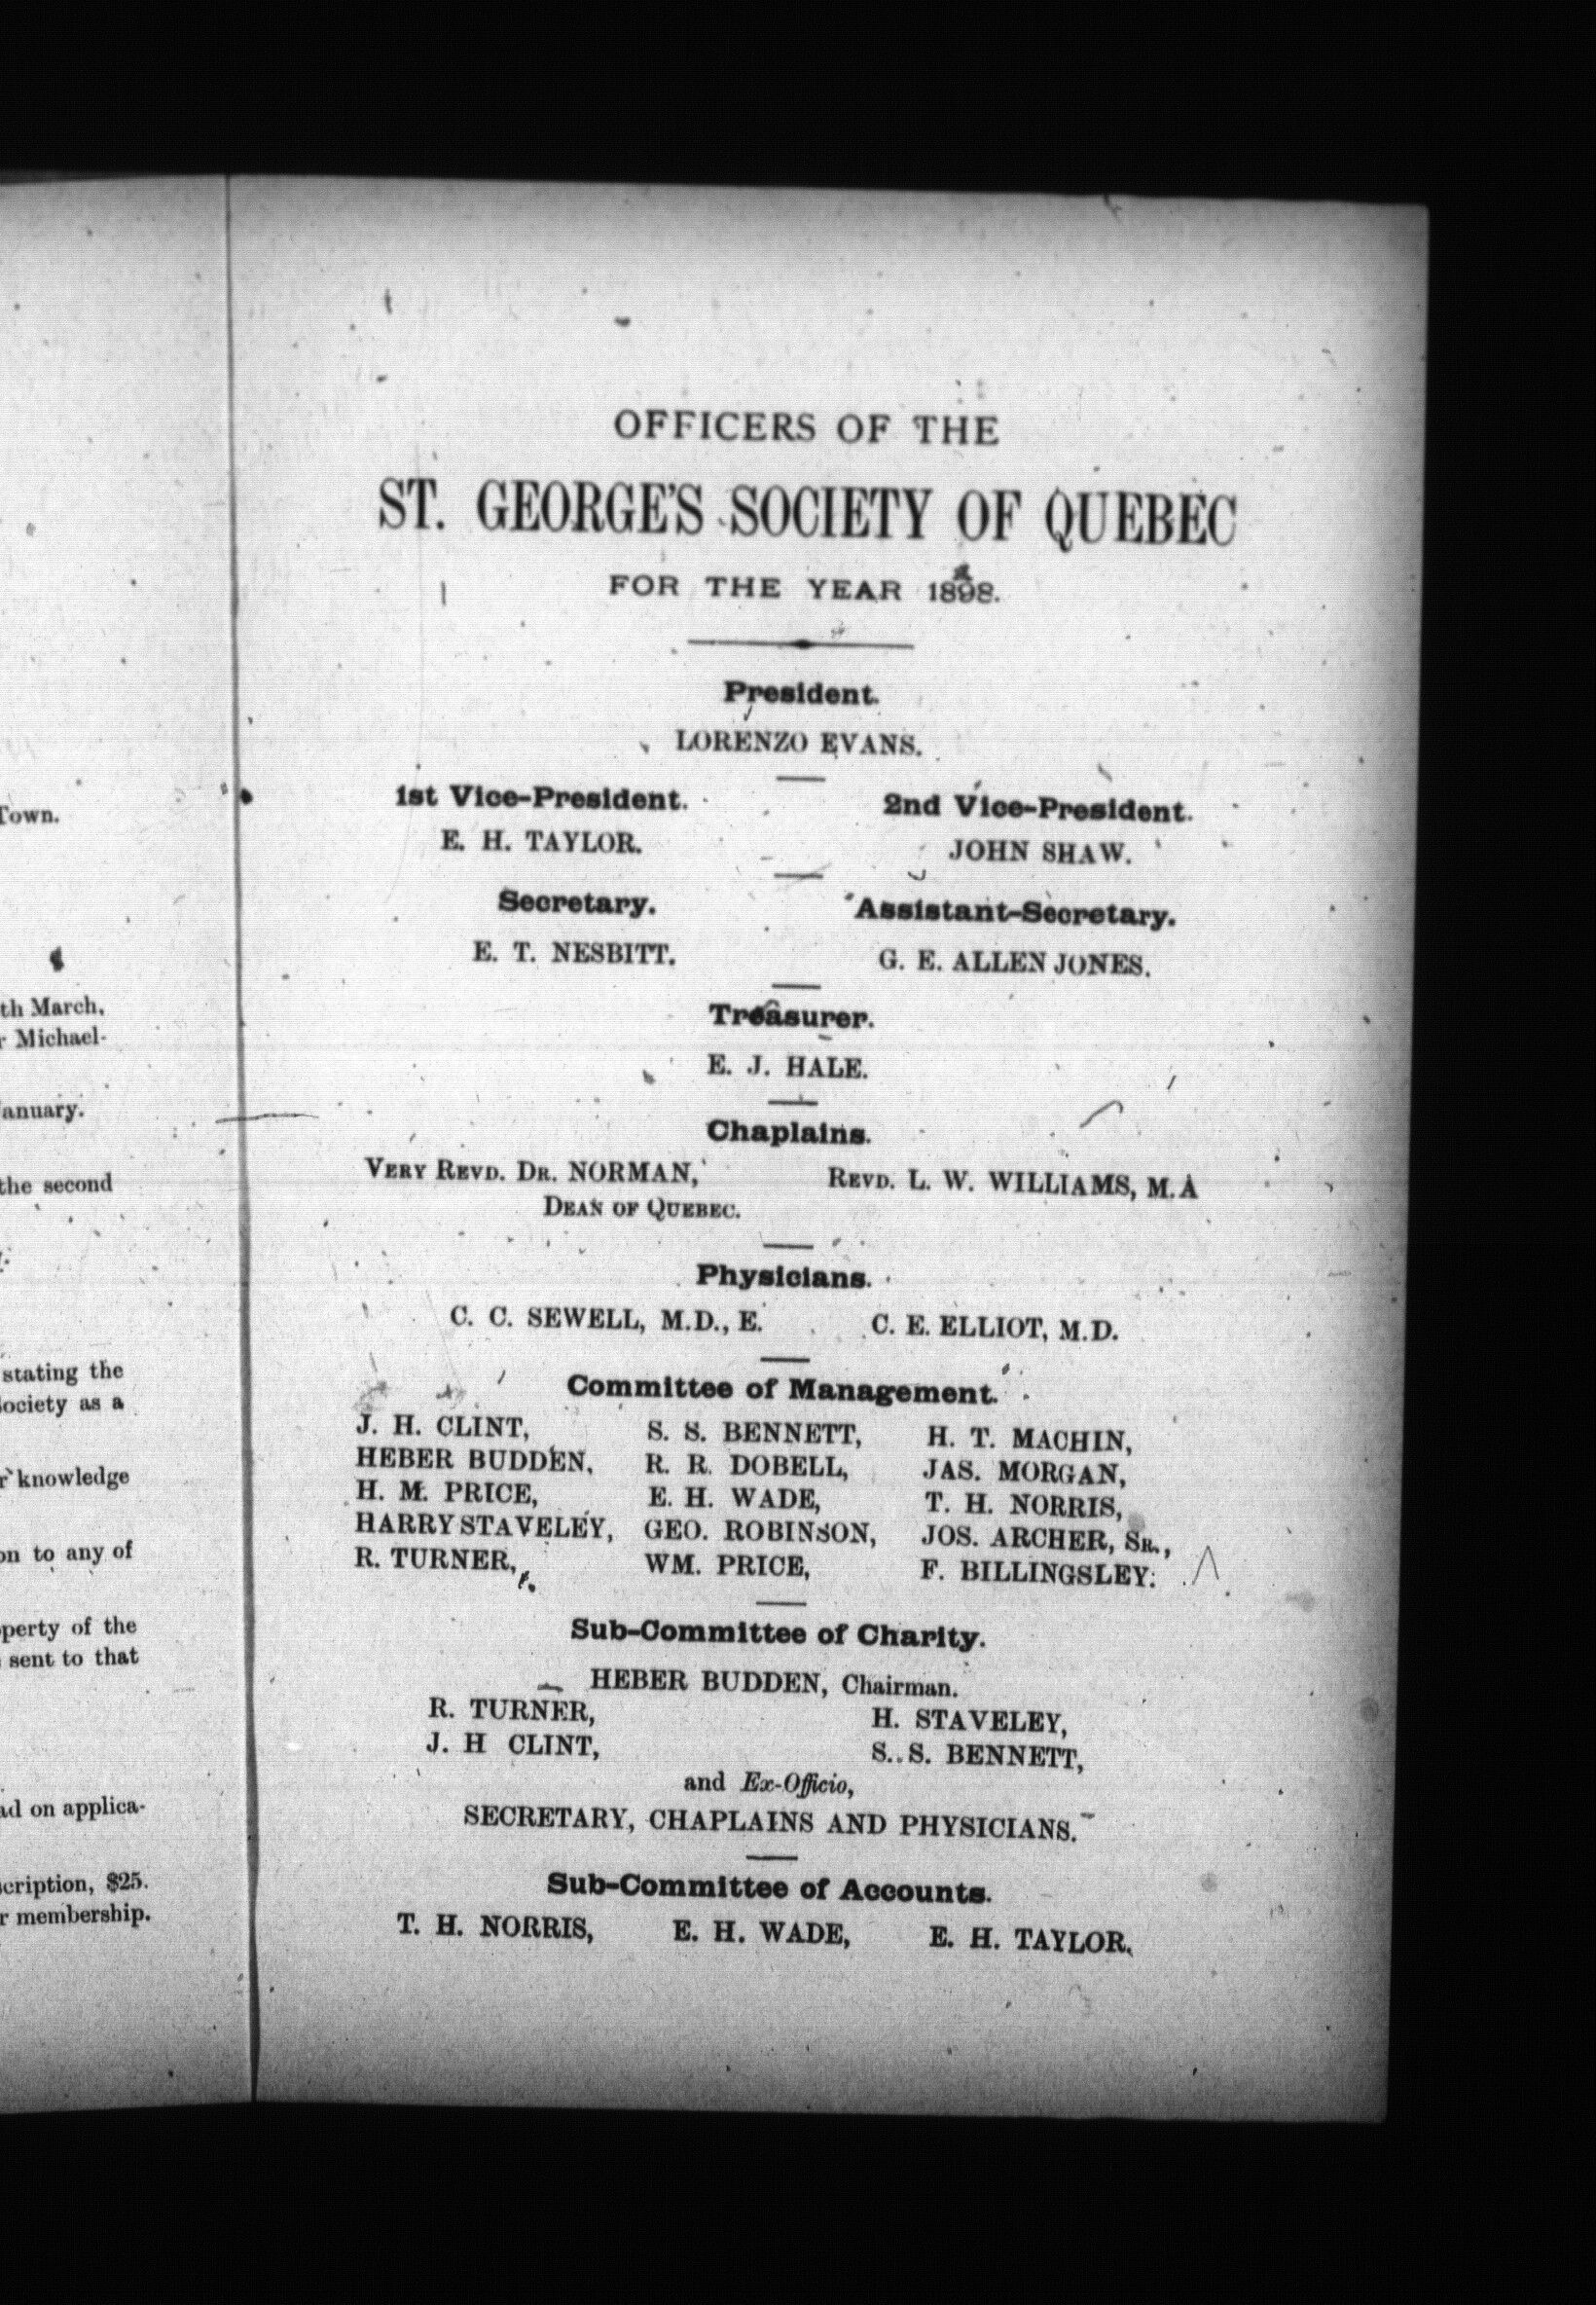 Town.
th March,
r Michael-
anuary.
the second
stating the
ociety as a
r knowledge
on to any of
perty of the
sent to that
ad on applica-
cription, $25.
r membership.
OFFICERS OF THE
ST. GEORGE'S SOCIETY OF QUEBEC
FOR THE YEAR 1898.
President.
LORENZO EVANS.
1st Vice-President. 2nd Vice-President.
E. H. TAYLOR. JOHN SHAW.
Secretary. Assistant-Secretary.
E. T. NESBITT. G. E. ALLEN JONES.
Treasurer.
E. J. HALE.
Chaplains.
VERY REVD. DR. NORMAN, REVD. L. W. WILLIAMS, M.A
DEAN OF QUEBEC.
Physicians.
C. C. SEWELL, M.D., E. C. E. ELLIOT, M.D.
Committee of Management.
J. H. CLINT, S. S. BENNETT, H. T. MACHIN,
HEBER BUDDEN, R. R. DOBELL, JAS. MORGAN,
H. M. PRICE, E. H. WADE, T. H. NORRIS,
HARRY STAVELEY, GEO. ROBINSON, JOS. ARCHER, SR.,
R. TURNER, WM. PRICE, F. BILLINGSLEY.
Sub-Committee of Charity.
HEBER BUDDEN, Chairman.
R. TURNER, H. STAVELEY,
J. H CLINT, S. S. BENNETT,
and Ex-Officio,
SECRETARY, CHAPLAINS AND PHYSICIANS.
Sub-Committee of Accounts.
T. H. NORRIS, E. H. WADE, E. H. TAYLOR.